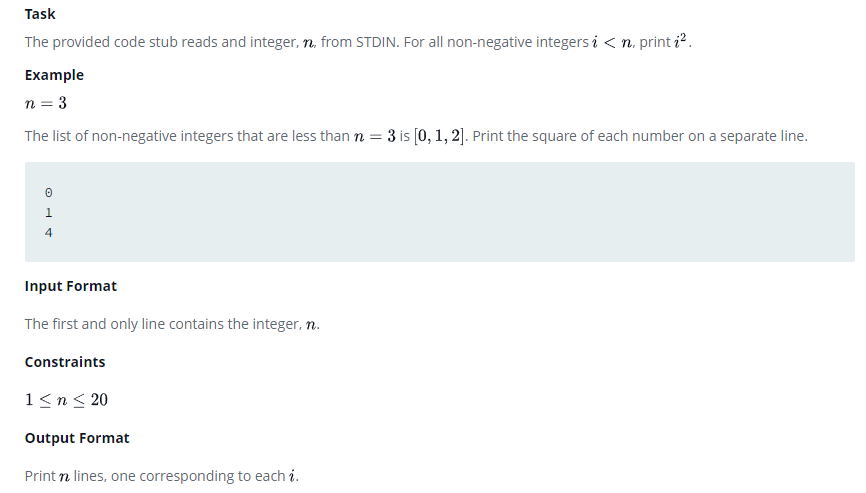 Task
The provided code stub reads and integer, n, from STDIN. For all non-negative integers i < n, print i².
Example
n = 3
The list of non-negative integers that are less than n = 3 is [0, 1, 2]. Print the square of each number on a separate line.
0
1
4
Input Format
The first and only line contains the integer, n.
Constraints
1 ≤ n ≤ 20
Output Format
Print n lines, one corresponding to each i.